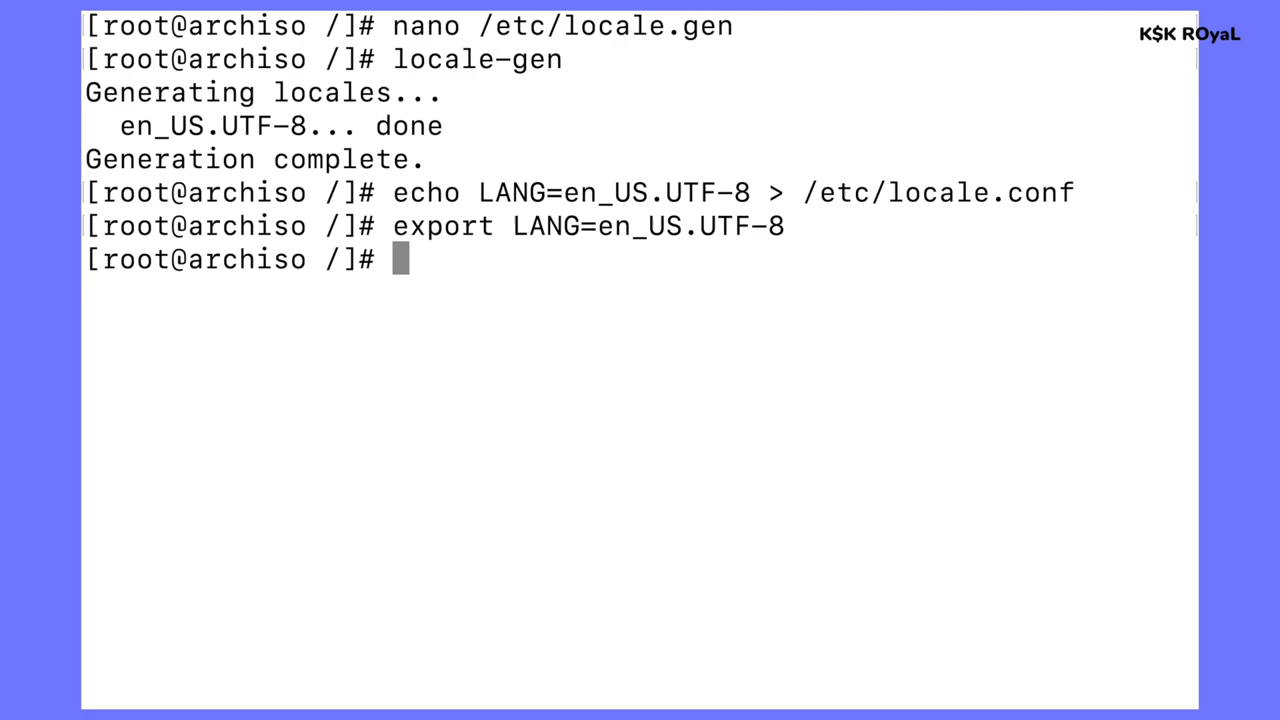 [root@archiso /]# nano /etc/locale.gen
K$K ROyaL
[root@archiso /]# locale-gen
Generating locales...
  en_US.UTF-8... done
Generation complete.
[root@archiso /]# echo LANG=en_US.UTF-8 > /etc/locale.conf
[root@archiso /]# export LANG=en_US.UTF-8
[root@archiso /]#